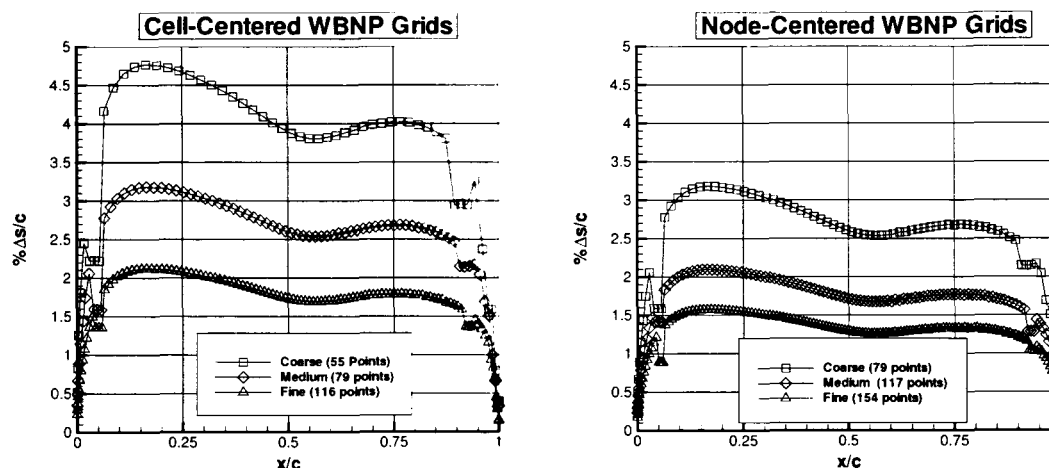 Cell-Centered WBNP Grids
5
4.5
4
3.5
3
2.5
2
1.5
1
0.5
0
%Δs/c
Coarse (55 Points)
Medium (79 points)
Fine (116 points)
0
0.25
0.5
0.75
1
x/c
Node-Centered WBNP Grids
5
4.5
4
3.5
3
2.5
2
1.5
1
0.5
0
%Δs/c
Coarse (79 points)
Medium (117 points)
Fine (154 points)
0
0.25
0.5
0.75
x/c